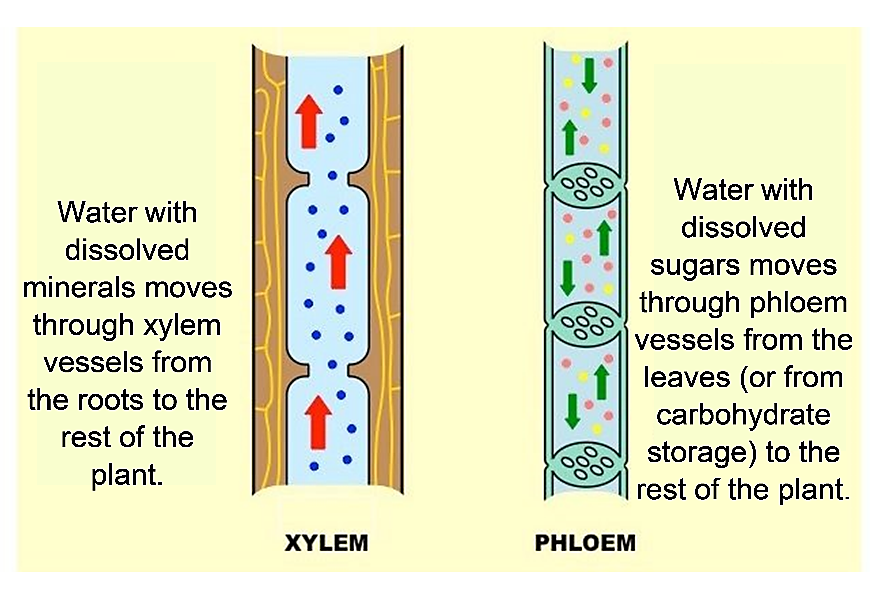 Water with
dissolved
minerals moves
through xylem
vessels from
the roots to the
rest of the
plant.
Water with
dissolved
sugars moves
through phloem
vessels from the
leaves (or from
carbohydrate
storage) to the
rest of the plant.
XYLEM
PHLOEM